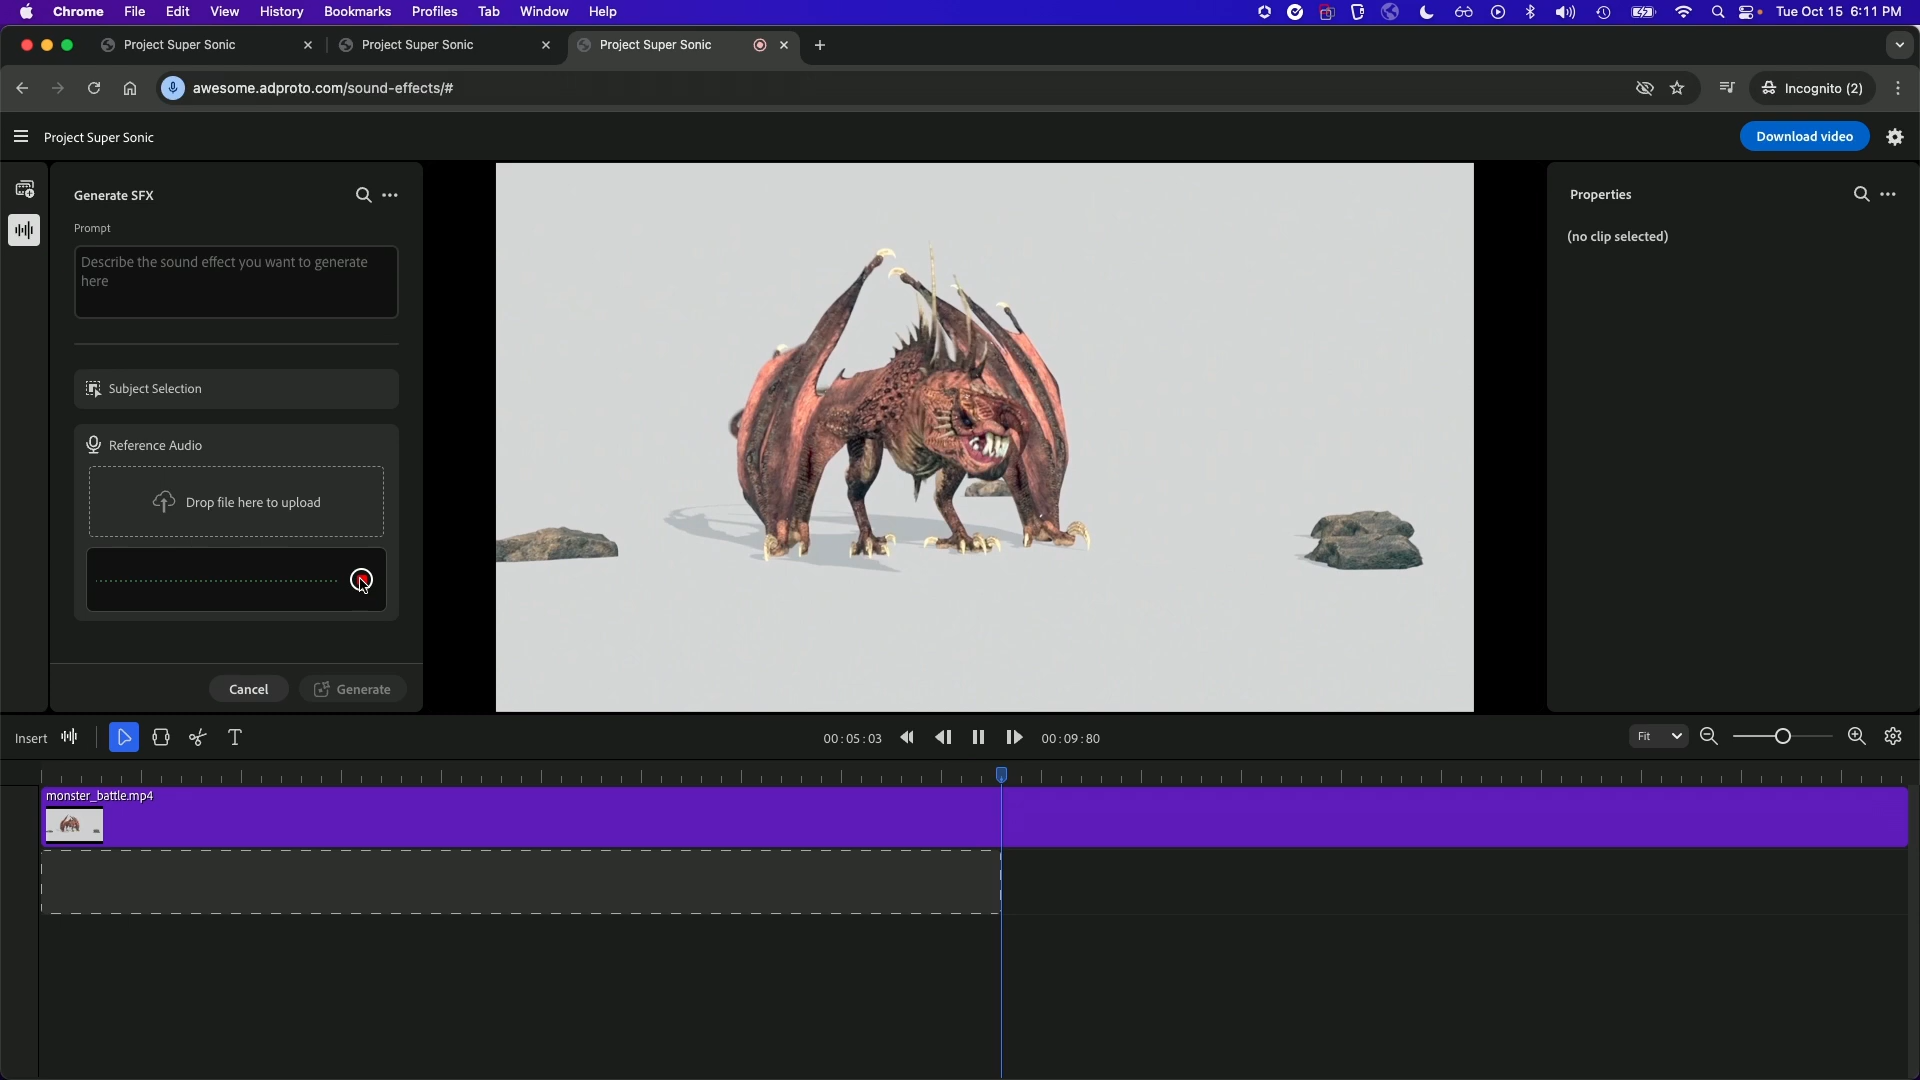 Chrome File Edit View History Bookmarks Profiles Tab Window Help Tue Oct 15 6:11 PM
Project Super Sonic Project Super Sonic Project Super Sonic
awesome.adproto.com/sound-effects/# Incognito (2)
Project Super Sonic Download video
Generate SFX
Prompt
Describe the sound effect you want to generate
here
Subject Selection
Reference Audio
Drop file here to upload
Cancel Generate
Properties
(no clip selected)
Insert 00:05:03 00:09:80 Fit
monster_battle.mp4